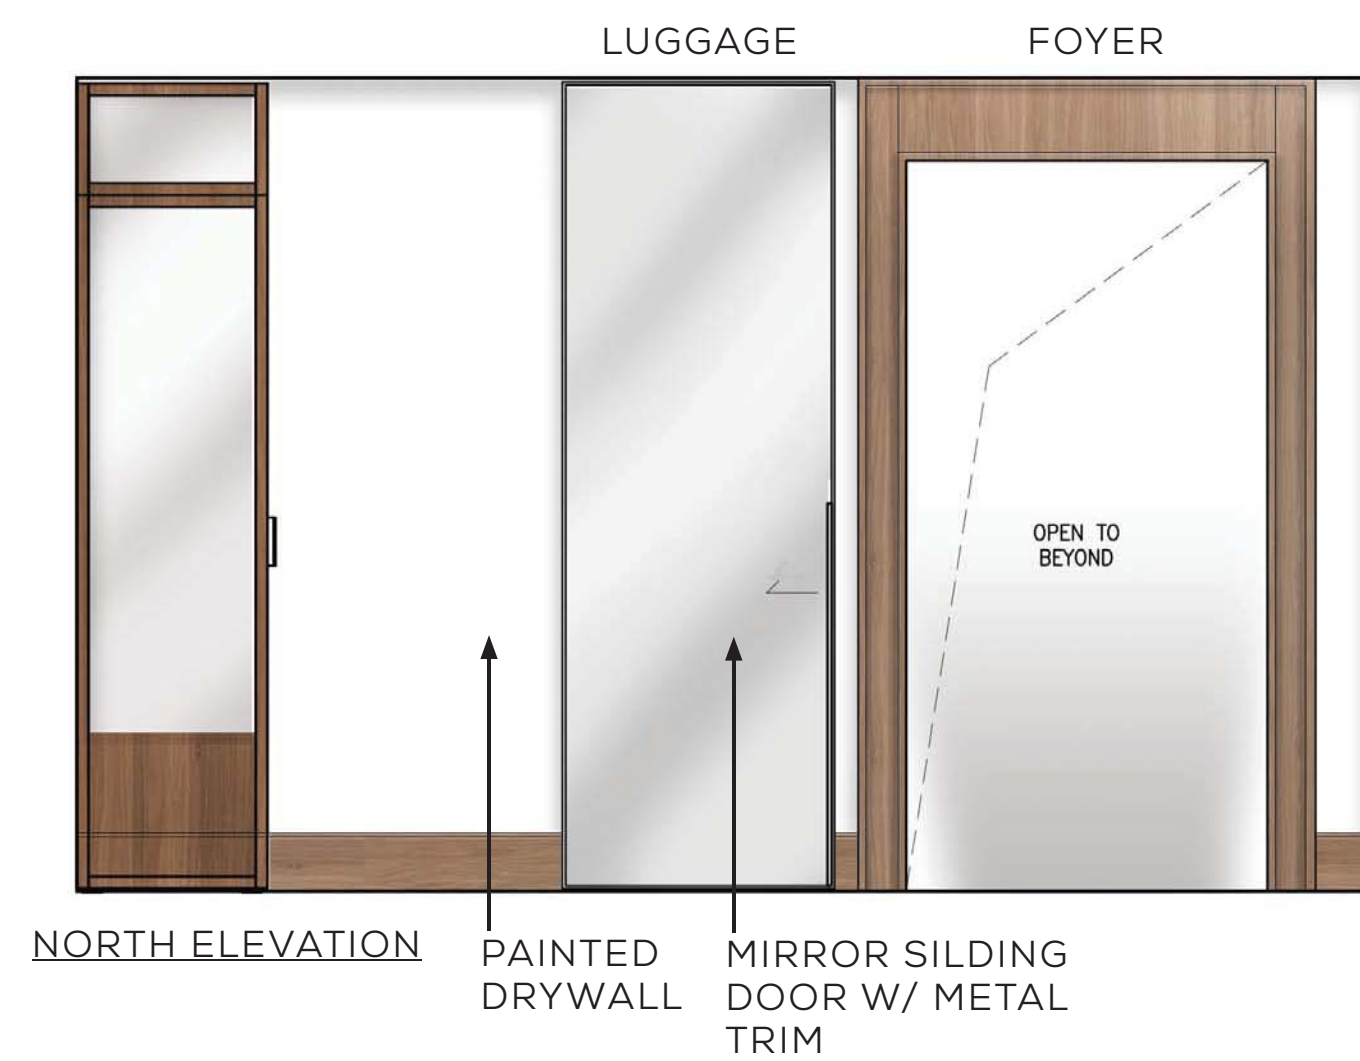 LUGGAGE
FOYER
OPEN TO
BEYOND
NORTH ELEVATION
PAINTED
DRYWALL
MIRROR SILDING
DOOR W/ METAL
TRIM